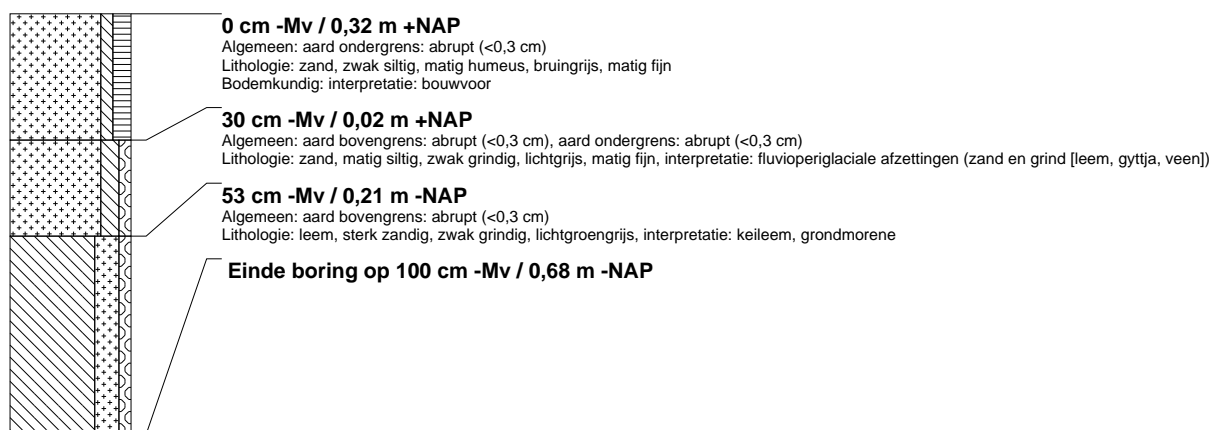 0 cm -Mv / 0,32 m +NAP
Algemeen: aard ondergrens: abrupt (<0,3 cm)
Lithologie: zand, zwak siltig, matig humeus, bruingrijs, matig fijn
Bodemkundig: interpretatie: bouwvoor
30 cm -Mv / 0,02 m +NAP
Algemeen: aard bovengrens: abrupt (<0,3 cm), aard ondergrens: abrupt (<0,3 cm)
Lithologie: zand, matig siltig, zwak grindig, lichtgrijs, matig fijn, interpretatie: fluvioperiglaciale afzettingen (zand en grind [leem, gyttja, veen])
53 cm -Mv / 0,21 m -NAP
Algemeen: aard bovengrens: abrupt (<0,3 cm)
Lithologie: leem, sterk zandig, zwak grindig, lichtgroengrijs, interpretatie: keileem, grondmorene
Einde boring op 100 cm -Mv / 0,68 m -NAP